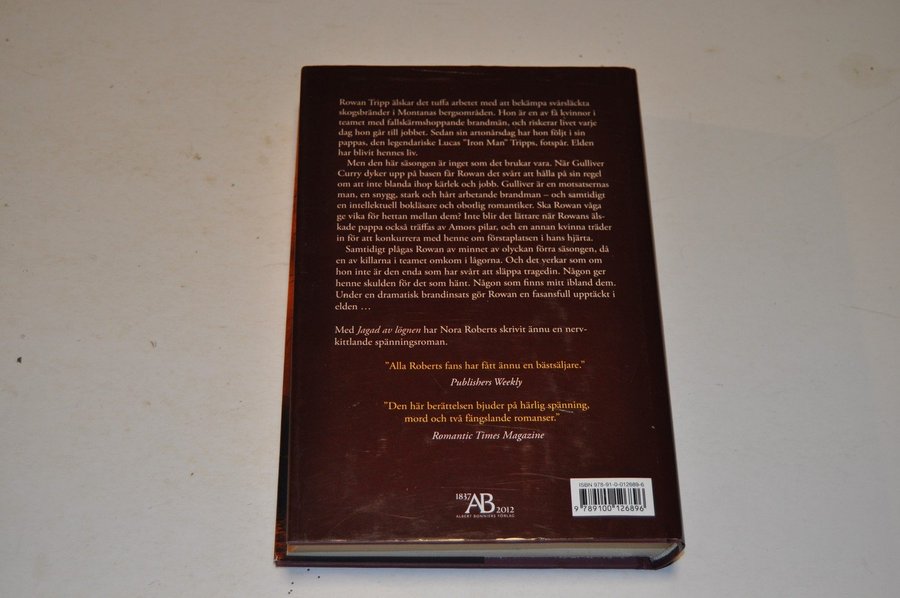 Rowan Tripp älskar det tuffa arbetet med att bekämpa svårsläckta
skogsbränder i Montanas bergsområden. Hon är en av få kvinnor i
teamet med fallskärmshoppande brandmän, och riskerar livet varje
dag hon går till jobbet. Sedan sin artonårsdag har hon följt i sin
pappas, den legendariske Lucas "Iron Man" Tripps, fotspår. Elden
har blivit hennes liv.
Men den här säsongen är inget som det brukar vara. När Gulliver
Curry dyker upp på basen får Rowan det svårt att hålla på sin regel
om att inte blanda ihop kärlek och jobb. Gulliver är en motsatsernas
man, en snygg, stark och hårt arbetande brandman – och samtidigt
en intellektuell bokläsare och obotlig romantiker. Ska Rowan våga
ge vika för hettan mellan dem? Inte blir det lättare när Rowans äls-
kade pappa också träffas av Amors pilar, och en annan kvinna träder
in för att konkurrera med henne om förstaplatsen i hans hjärta.
Samtidigt plågas Rowan av minnet av olyckan förra säsongen, då
en av killarna i teamet omkom i lågorna. Och det verkar som om
hon inte är den enda som har svårt att släppa tragedin. Någon ger
henne skulden för det som hänt. Någon som finns mitt ibland dem.
Under en dramatisk brandinsats gör Rowan en fasansfull upptäckt i
elden …
Med Jagad av lögnen har Nora Roberts skrivit ännu en nerv-
kittlande spänningsroman.
"Alla Roberts fans har fått ännu en bästsäljare."
Publishers Weekly
"Den här berättelsen bjuder på härlig spänning,
mord och två fängslande romanser."
Romantic Times Magazine
ISBN 978-91-0-012689-6
9 789100 126896
1837 AB 2012
ALBERT BONNIERS FÖRLAG